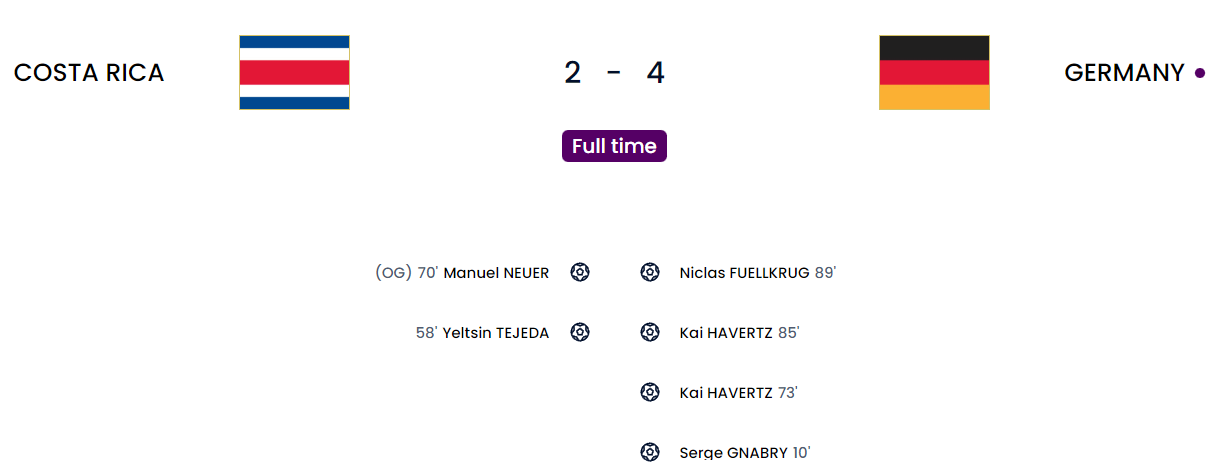 COSTA RICA 2 - 4 GERMANY
Full time
(OG) 70' Manuel NEUER Niclas FUELLKRUG 89'
58' Yeltsin TEJEDA Kai HAVERTZ 85'
Kai HAVERTZ 73'
Serge GNABRY 10'